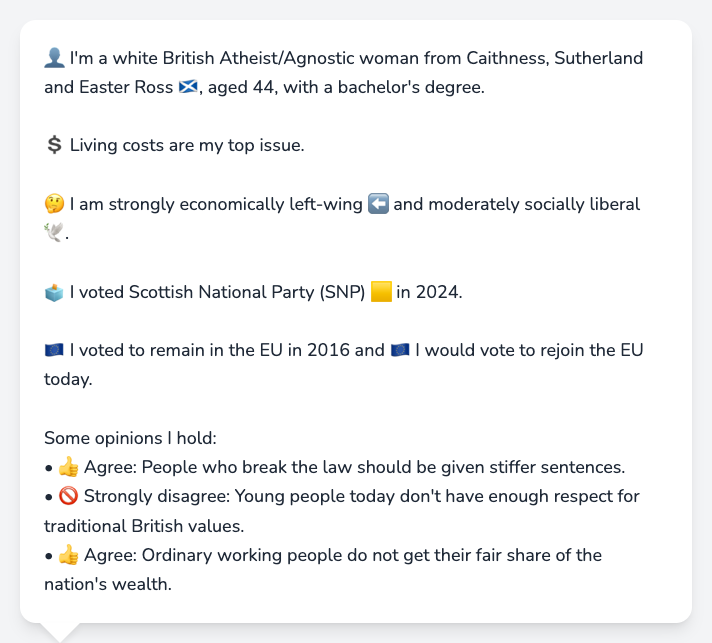 👤 I'm a white British Atheist/Agnostic woman from Caithness, Sutherland
and Easter Ross 🏴󠁧󠁢󠁳󠁣󠁴󠁿, aged 44, with a bachelor's degree.
💲 Living costs are my top issue.
🤔 I am strongly economically left-wing ⬅️ and moderately socially liberal
🕊️.
🗳️ I voted Scottish National Party (SNP) 🟨 in 2024.
🇪🇺 I voted to remain in the EU in 2016 and 🇪🇺 I would vote to rejoin the EU
today.
Some opinions I hold:
• 👍 Agree: People who break the law should be given stiffer sentences.
• 🚫 Strongly disagree: Young people today don't have enough respect for
traditional British values.
• 👍 Agree: Ordinary working people do not get their fair share of the
nation's wealth.